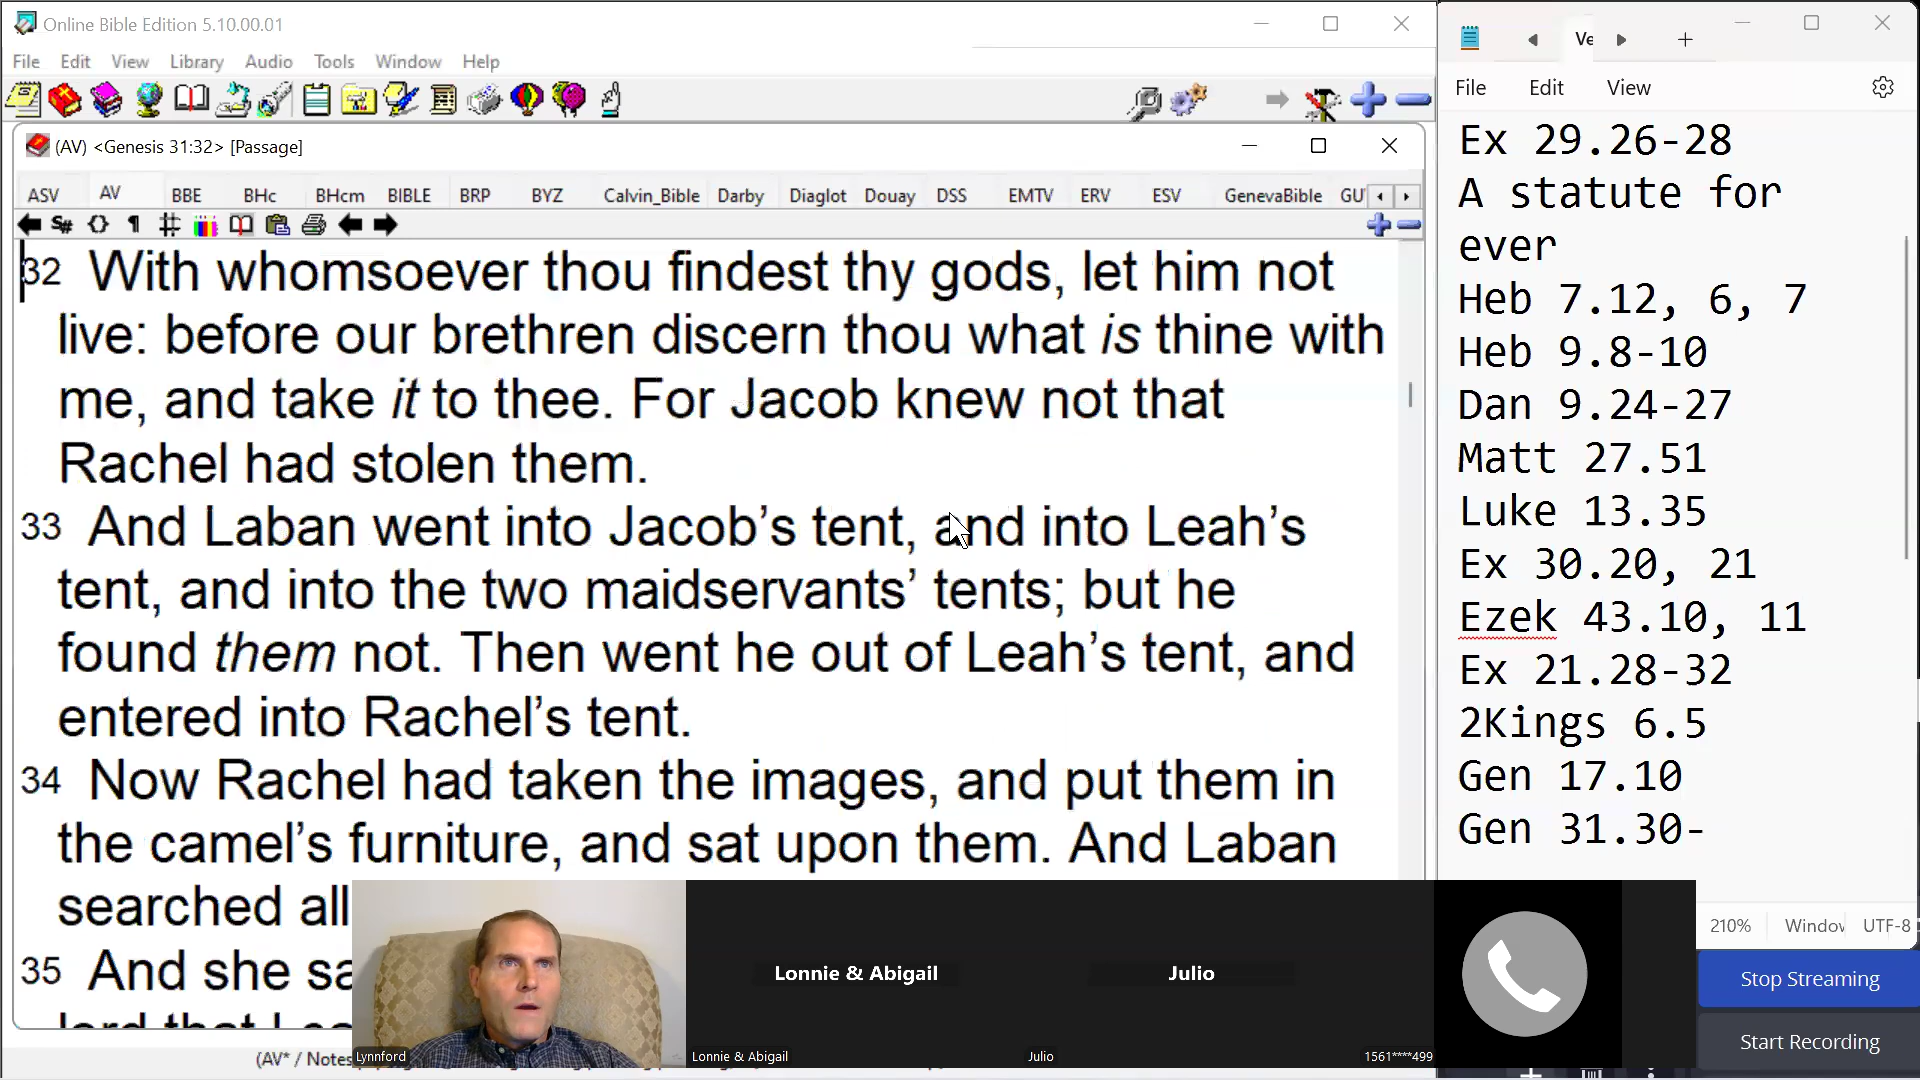 Online Bible Edition 5.10.00.01
File Edit View Library Audio Tools Window Help
(AV) <Genesis 31:32> [Passage]
ASV AV BBE BHc BHcm BIBLE BRP BYZ Calvin_Bible Darby Diaglot Douay DSS EMTV ERV ESV GenevaBible GU
32 With whomsoever thou findest thy gods, let him not
live: before our brethren discern thou what is thine with
me, and take it to thee. For Jacob knew not that
Rachel had stolen them.
33 And Laban went into Jacob’s tent, and into Leah’s
tent, and into the two maidservants’ tents; but he
found them not. Then went he out of Leah’s tent, and
entered into Rachel’s tent.
34 Now Rachel had taken the images, and put them in
the camel’s furniture, and sat upon them. And Laban
searched all
35 And she sa
lord that I
(AV* / Notes
Ve
File Edit View
Ex 29.26-28
A statute for
ever
Heb 7.12, 6, 7
Heb 9.8-10
Dan 9.24-27
Matt 27.51
Luke 13.35
Ex 30.20, 21
Ezek 43.10, 11
Ex 21.28-32
2Kings 6.5
Gen 17.10
Gen 31.30-
210% Window UTF-8
Lynnford
Lonnie & Abigail
Lonnie & Abigail
Julio
Julio
1561****499
Stop Streaming
Start Recording